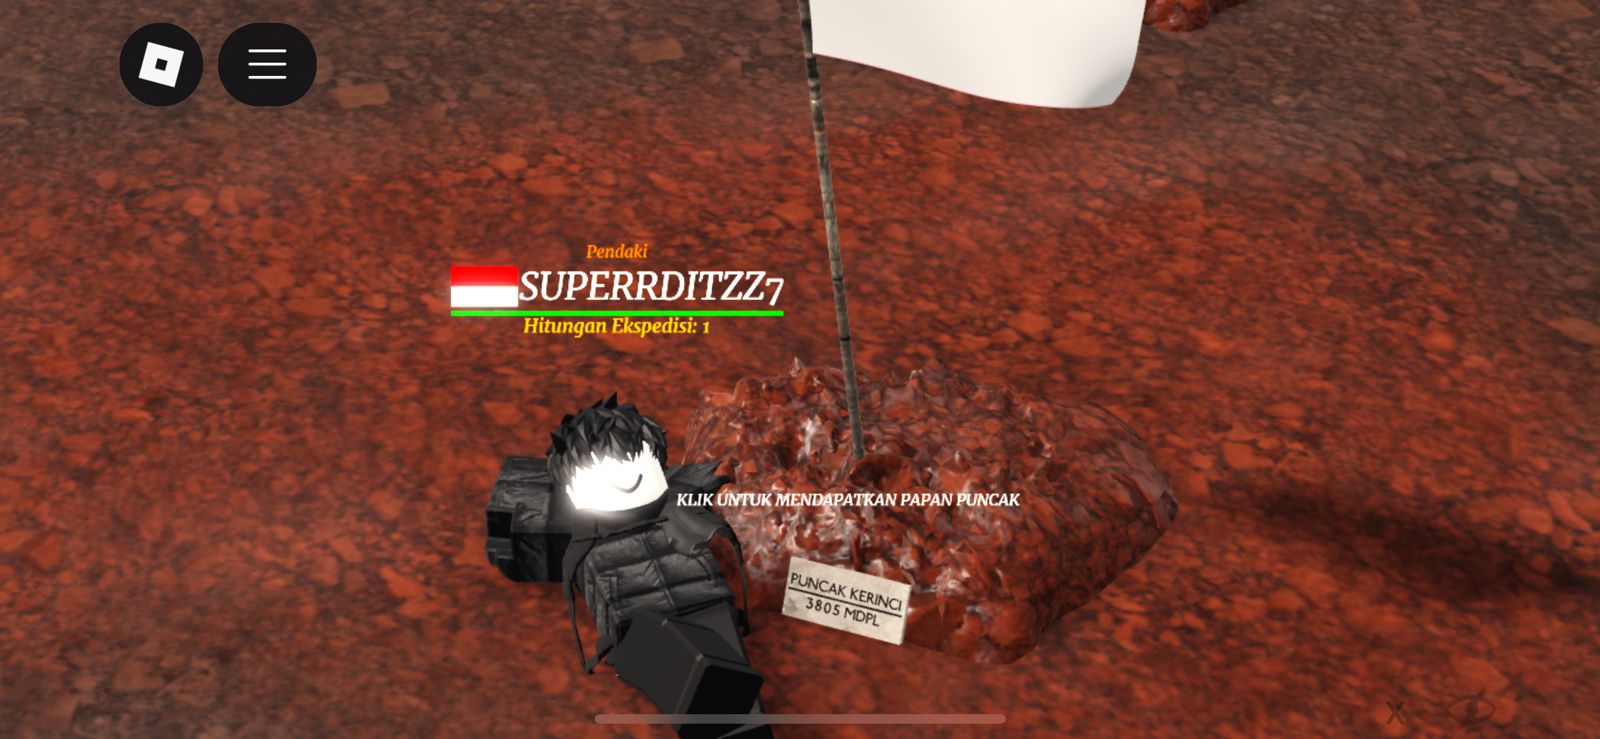 Pendaki
SUPERRDITZZ7
Hitungan Ekspedisi: 1
KLIK UNTUK MENDAPATKAN PAPAN PUNCAK
PUNCAK KERINCI
3805 MDPL
X